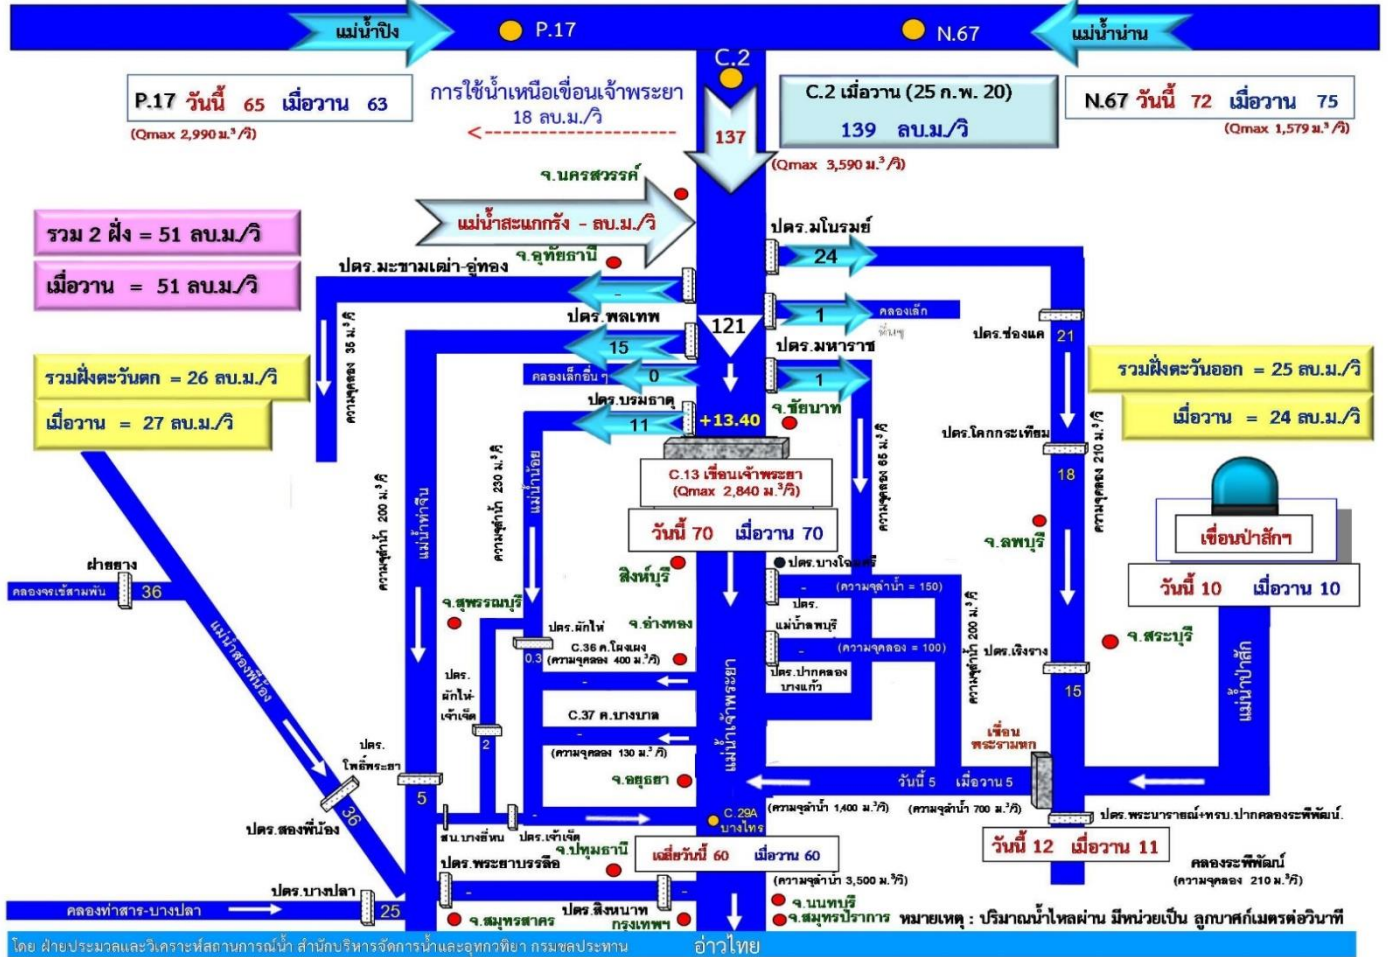 แม่น้ำปิง
P.17
N.67
แม่น้ำน่าน
C.2
P.17 วันนี้ 65 เมื่อวาน 63
(Qmax 2,990 ม.³/วิ)
การใช้น้ำเหนือเขื่อนเจ้าพระยา
18 ลบ.ม./วิ
137
C.2 เมื่อวาน (25 ก.พ. 20)
139 ลบ.ม./วิ
(Qmax 3,590 ม.³/วิ)
N.67 วันนี้ 72 เมื่อวาน 75
(Qmax 1,579 ม.³/วิ)
จ.นครสวรรค์
แม่น้ำสะแกกรัง - ลบ.ม./วิ
รวม 2 ฝั่ง = 51 ลบ.ม./วิ
เมื่อวาน = 51 ลบ.ม./วิ
จ.อุทัยธานี
ปตร.มะขามเฒ่า-อู่ทอง
-
ปตร.มโนรมย์
24
ปตร.พลเทพ
15
121
1
คลองเล็ก
ปตร.ช่องแค
21
ปตร.มหาราช
1
คลองเล็กอื่น ๆ
0
ปตร.บรมธาตุ
11
+13.40
จ.ชัยนาท
ความจุคลอง 35 ม.³/วิ
รวมฝั่งตะวันตก = 26 ลบ.ม./วิ
เมื่อวาน = 27 ลบ.ม./วิ
รวมฝั่งตะวันออก = 25 ลบ.ม./วิ
เมื่อวาน = 24 ลบ.ม./วิ
ปตร.โคกกระเทียม
18
ความจุคลอง 210 ม.³/วิ
ความจุคลอง 65 ม.³/วิ
C.13 เขื่อนเจ้าพระยา
(Qmax 2,840 ม.³/วิ)
วันนี้ 70 เมื่อวาน 70
ความจุลำน้ำ 200 ม.³/วิ
แม่น้ำท่าจีน
ความจุลำน้ำ 230 ม.³/วิ
แม่น้ำน้อย
จ.ลพบุรี
เขื่อนป่าสักฯ
วันนี้ 10 เมื่อวาน 10
ฝายยาง
คลองจรเข้สามพัน
36
สิงห์บุรี
ปตร.บางโฉมศรี
-
(ความจุลำน้ำ = 150)
ปตร.
แม่น้ำลพบุรี
-
(ความจุคลอง = 100)
ปตร.ปากคลอง
บางแก้ว
ความจุลำน้ำ 200 ม.³/วิ
จ.สุพรรณบุรี
จ.อ่างทอง
ปตร.ผักไห่
0.3
C.36 ค.โผงเผง
(ความจุคลอง 400 ม.³/วิ)
-
ปตร.เริงราง
15
จ.สระบุรี
แม่น้ำป่าสัก
แม่น้ำสองพี่น้อง
ปตร.
ผักไห่-
เจ้าเจ็ด
2
C.37 ค.บางบาล
-
(ความจุคลอง 130 ม.³/วิ)
แม่น้ำเจ้าพระยา
เขื่อน
พระรามหก
ปตร.
โพธิ์พระยา
5
จ.อยุธยา
วันนี้ 5 เมื่อวาน 5
(ความจุลำน้ำ 1,400 ม.³/วิ)
(ความจุลำน้ำ 700 ม.³/วิ)
36
ปตร.สองพี่น้อง
C.29A
บางไทร
ปตร.พระนารายณ์+ทรบ.ปากคลองระพีพัฒน์.
สน.บางยี่หน
ปตร.เจ้าเจ็ด
จ.ปทุมธานี
เฉลี่ยวันนี้ 60 เมื่อวาน 60
(ความจุลำน้ำ 3,500 ม.³/วิ)
วันนี้ 12 เมื่อวาน 11
คลองระพีพัฒน์
(ความจุคลอง 210 ม.³/วิ)
ปตร.พระยาบรรลือ
-
-
ปตร.บางปลา
25
คลองท่าสาร-บางปลา
จ.สมุทรสาคร
ปตร.สิงหนาท
กรุงเทพฯ
จ.นนทบุรี
จ.สมุทรปราการ
หมายเหตุ : ปริมาณน้ำไหลผ่าน มีหน่วยเป็น ลูกบาศก์เมตรต่อวินาที
โดย ฝ่ายประมวลและวิเคราะห์สถานการณ์น้ำ สำนักบริหารจัดการน้ำและอุทกวิทยา กรมชลประทาน
อ่าวไทย